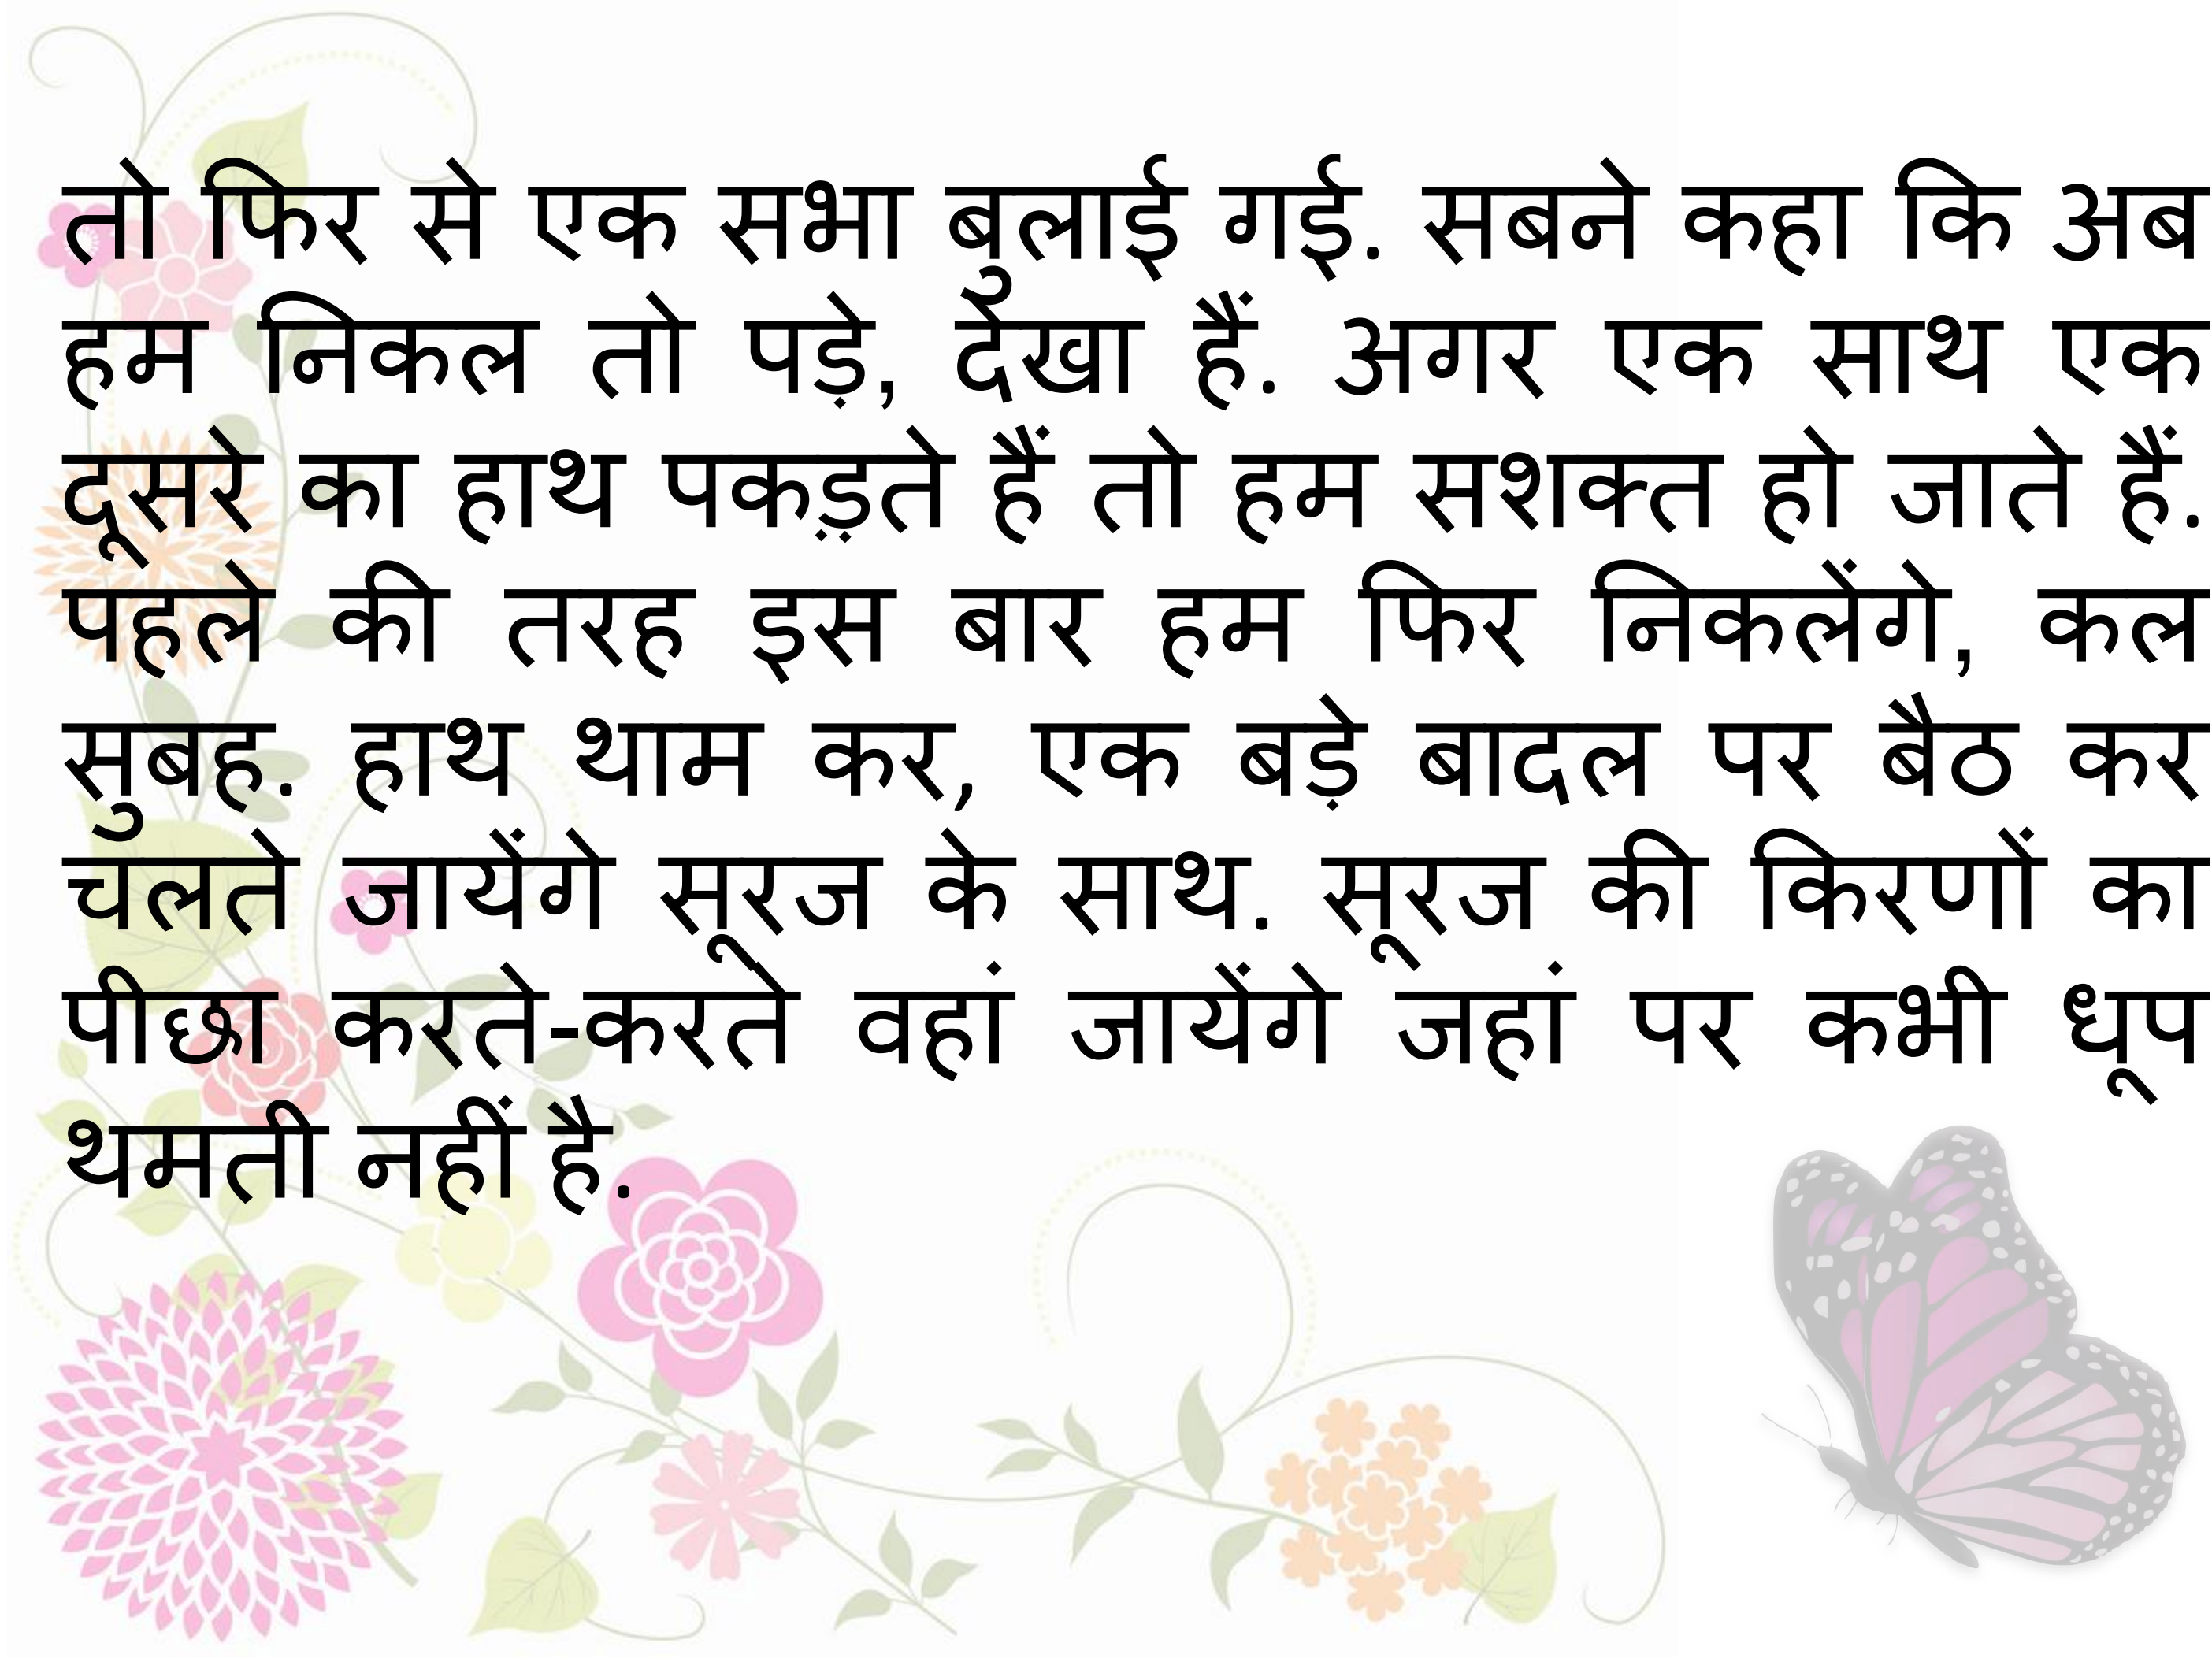 तो फिर से एक सभा बुलाई गई. सबने कहा कि अब
हम निकल तो पड़े, देखा हैं. अगर एक साथ एक
दूसरे का हाथ पकड़़ते हैं तो हम सशक्त हो जाते हैं.
पहले की तरह इस बार हम फिर निकलेंगे, कल
सुबह. हाथ थाम कर, एक बड़े बादल पर बैठ कर
चलते जायेंगे सूरज के साथ. सूरज की किरणों का
पीछा करते-करते वहां जायेंगे जहां पर कभी धूप
थमती नहीं है.